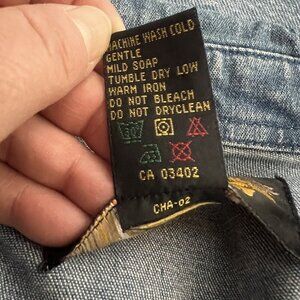 MACHINE WASH COLD
GENTLE
MILD SOAP
TUMBLE DRY LOW
WARM IRON
DO NOT BLEACH
DO NOT DRYCLEAN
CA 03402
CHA-02